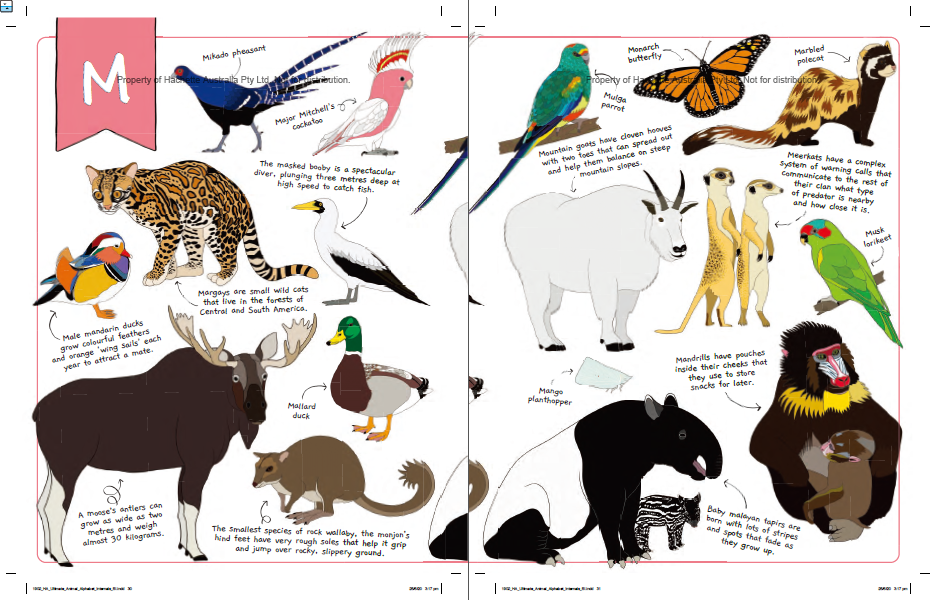 M
Property of Hachette Australia Pty Ltd. Not for distribution.
Mikado pheasant
Major Mitchell's
cockatoo
The masked booby is a spectacular
diver, plunging three metres deep at
high speed to catch fish.
Margays are small wild cats
that live in the forests of
Central and South America.
Male mandarin ducks
grow colourful feathers
and orange 'wing sails' each
year to attract a mate.
Mallard
duck
A moose's antlers can
grow as wide as two
metres and weigh
almost 30 kilograms.
The smallest species of rock wallaby, the monjon's
hind feet have very rough soles that help it grip
and jump over rocky, slippery ground.
Property of Hachette Australia Pty Ltd. Not for distribution.
Mulga
parrot
Monarch
butterfly
Marbled
polecat
Mountain goats have cloven hooves
with two toes that can spread out
and help them balance on steep
mountain slopes.
Meerkats have a complex
system of warning calls that
communicate to the rest of
their clan what type
of predator is nearby
and how close it is.
Musk
lorikeet
Mango
planthopper
Mandrills have pouches
inside their cheeks that
they use to store
snacks for later.
Baby malayan tapirs are
born with lots of stripes
and spots that fade as
they grow up.